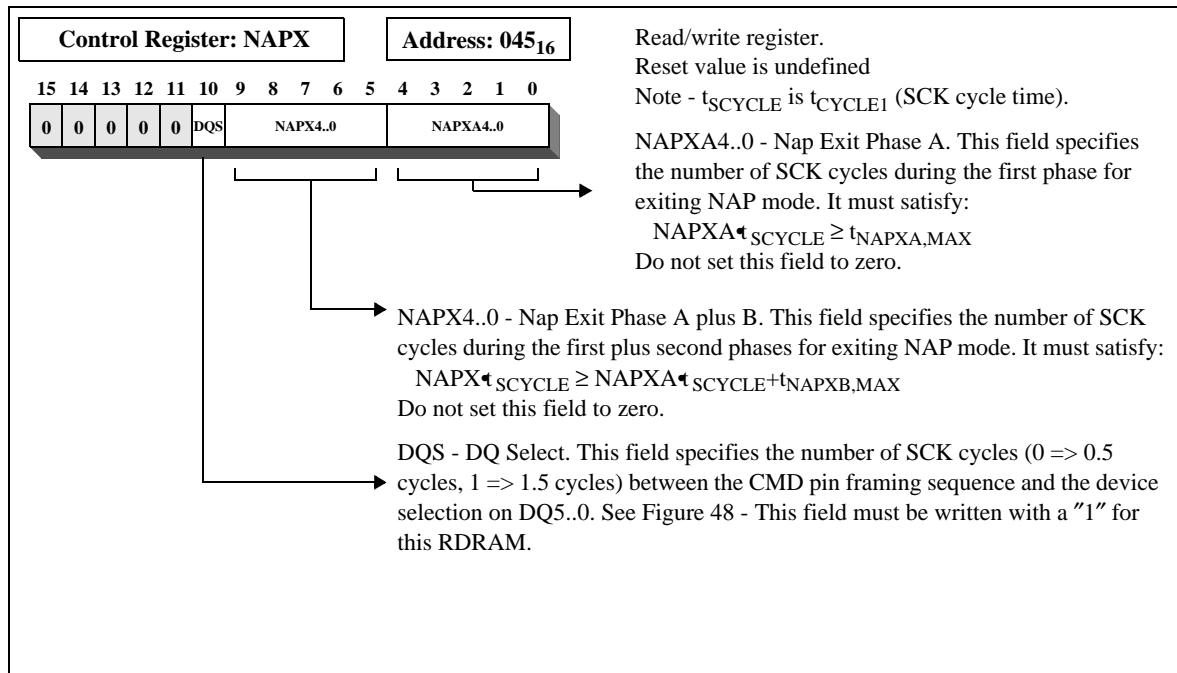 Control Register: NAPX
Address: 045₁₆
15 14 13 12 11 10 9 8 7 6 5 4 3 2 1 0
0 0 0 0 0 DQS NAPX4..0 NAPXA4..0
Read/write register.
Reset value is undefined
Note - tSCYCLE is tCYCLE1 (SCK cycle time).
NAPXA4..0 - Nap Exit Phase A. This field specifies
the number of SCK cycles during the first phase for
exiting NAP mode. It must satisfy:
NAPXA•tSCYCLE ≥ tNAPXA,MAX
Do not set this field to zero.
NAPX4..0 - Nap Exit Phase A plus B. This field specifies the number of SCK
cycles during the first plus second phases for exiting NAP mode. It must satisfy:
NAPX•tSCYCLE ≥ NAPXA•tSCYCLE+tNAPXB,MAX
Do not set this field to zero.
DQS - DQ Select. This field specifies the number of SCK cycles (0 => 0.5
cycles, 1 => 1.5 cycles) between the CMD pin framing sequence and the device
selection on DQ5..0. See Figure 48 - This field must be written with a ″1″ for
this RDRAM.